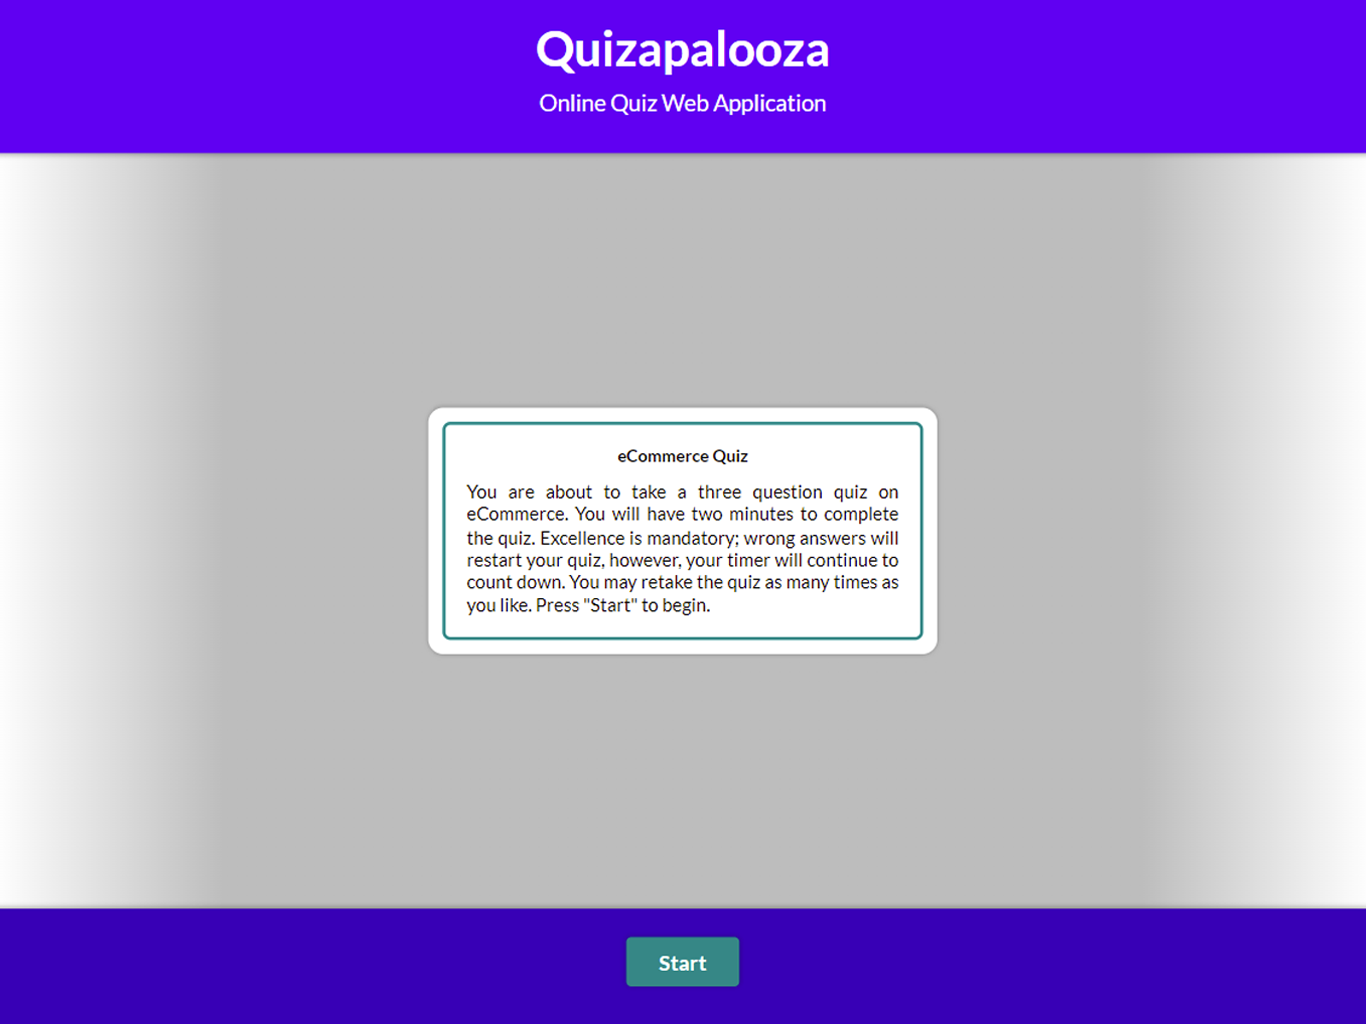 Quizapalooza
Online Quiz Web Application
eCommerce Quiz
You are about to take a three question quiz on
eCommerce. You will have two minutes to complete
the quiz. Excellence is mandatory; wrong answers will
restart your quiz, however, your timer will continue to
count down. You may retake the quiz as many times as
you like. Press "Start" to begin.
Start